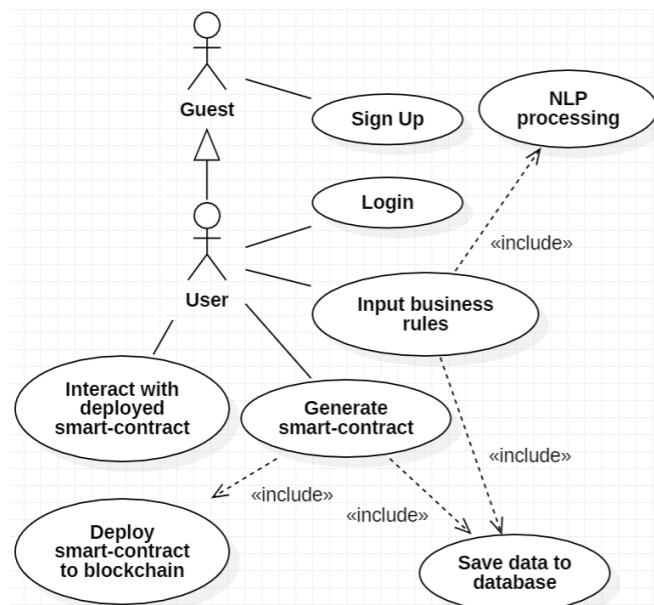 Guest
Sign Up
NLP
processing
Login
«include»
User
Input business
rules
Interact with
deployed
smart-contract
Generate
smart-contract
«include»
«include»
«include»
Deploy
smart-contract
to blockchain
Save data to
database